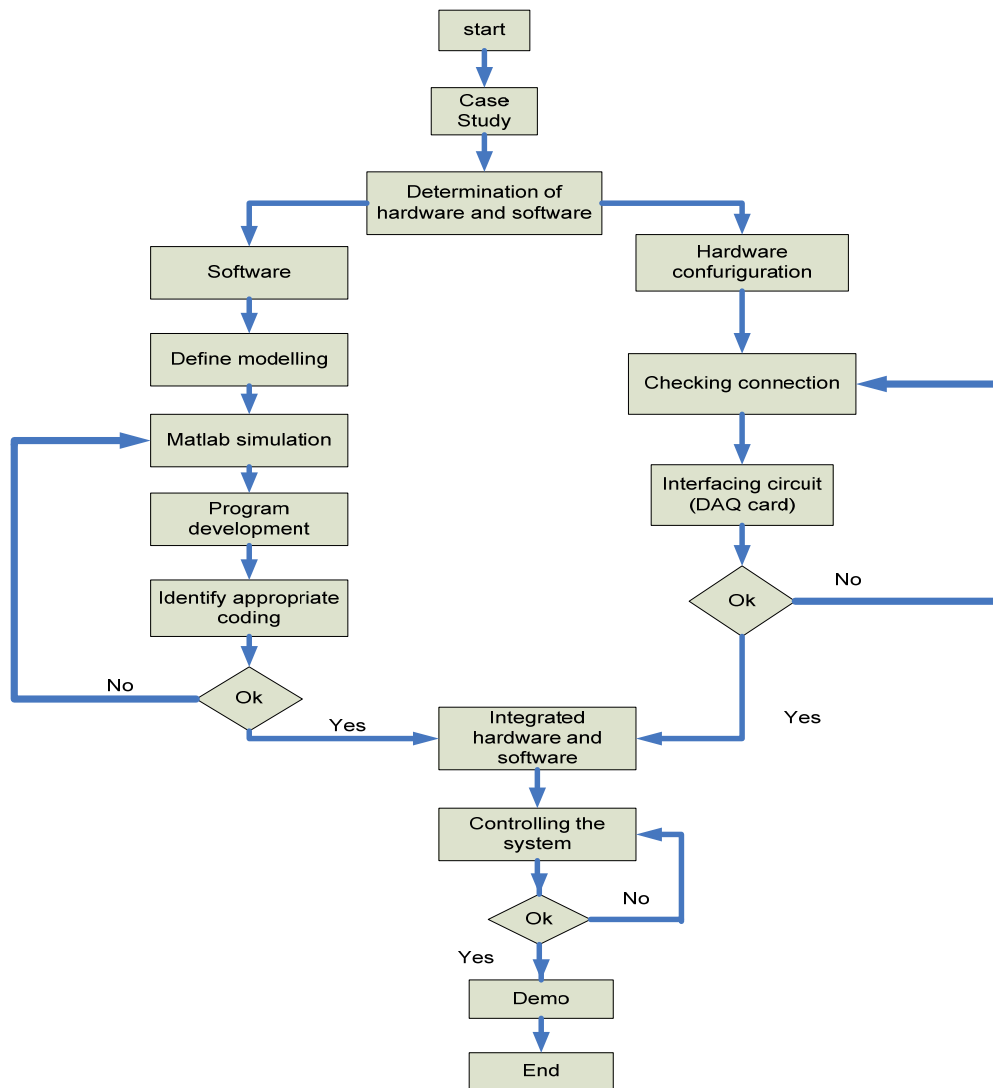 start
Case
Study
Determination of
hardware and software
Software
Hardware
confuriguration
Define modelling
Checking connection
Matlab simulation
Interfacing circuit
(DAQ card)
Program
development
Identify appropriate
coding
Ok
No
Ok
No
Yes
Yes
Integrated
hardware and
software
Controlling the
system
Ok
No
Yes
Demo
End